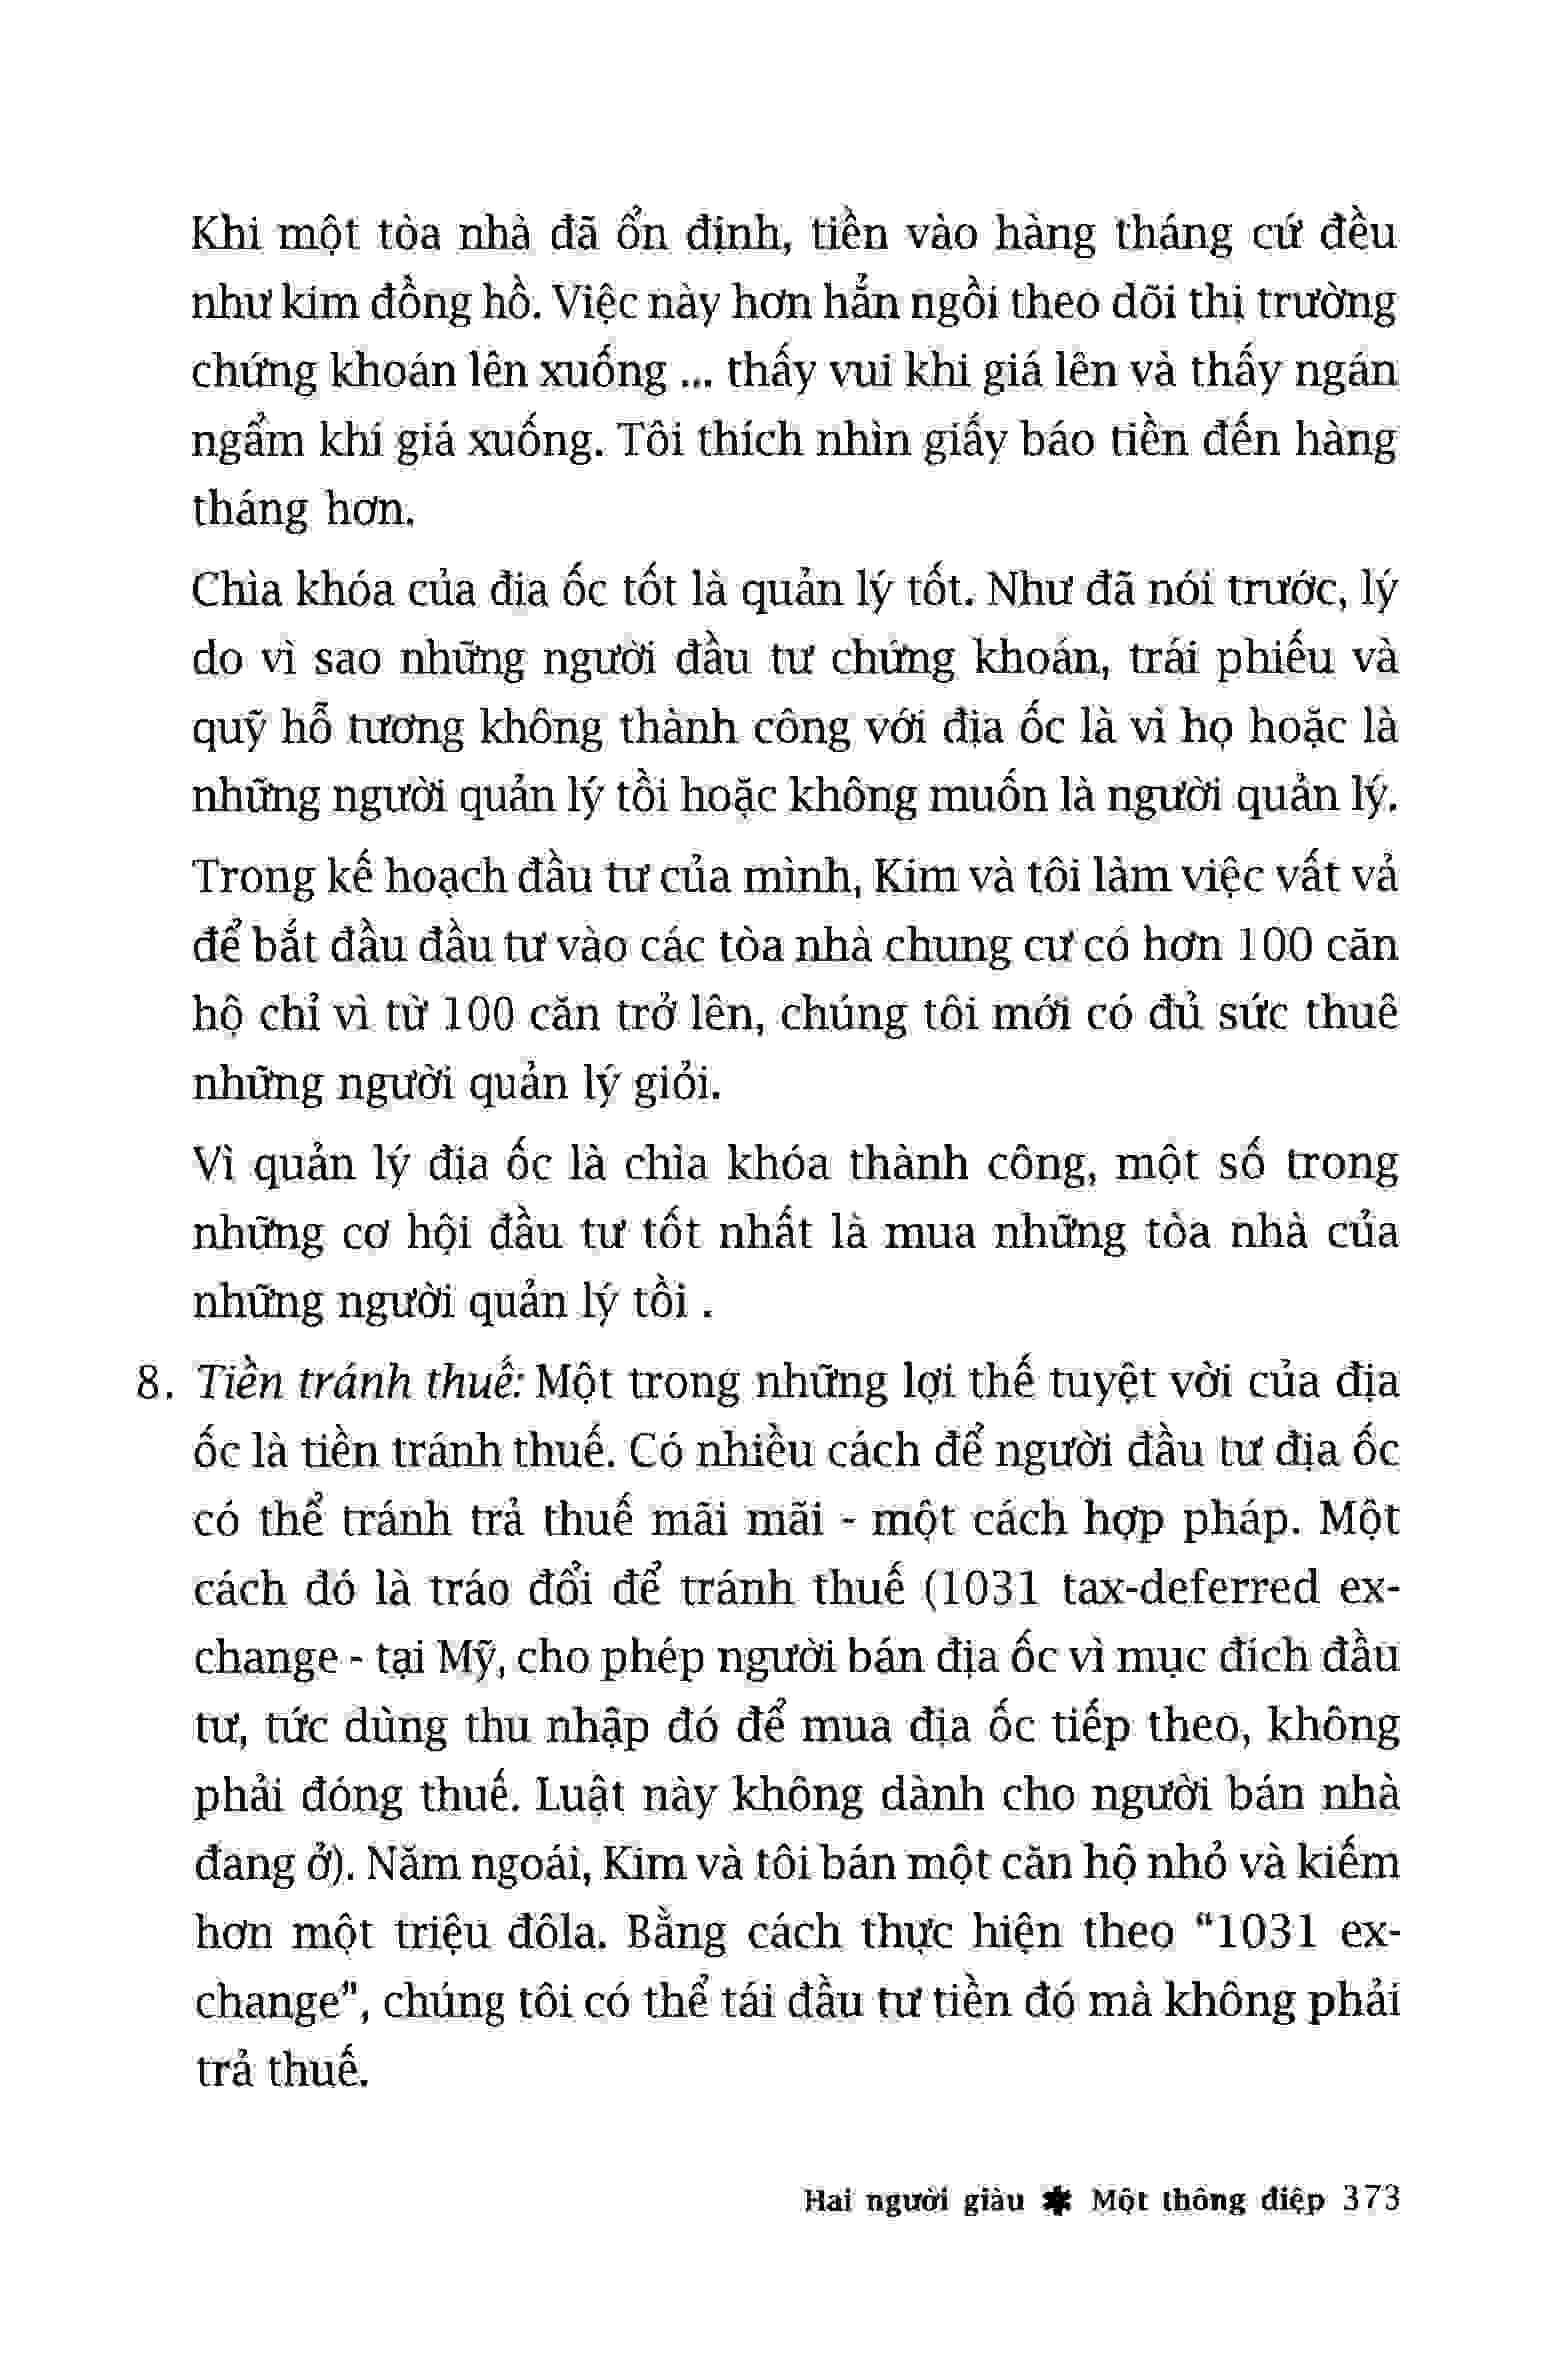 Khi một tòa nhà đã ổn định, tiền vào hàng tháng cứ đều
như kim đồng hồ. Việc này hơn hẳn ngồi theo dõi thị trường
chứng khoán lên xuống ... thấy vui khi giá lên và thấy ngán
ngẩm khi giá xuống. Tôi thích nhìn giấy báo tiền đến hàng
tháng hơn.
Chìa khóa của địa ốc tốt là quản lý tốt. Như đã nói trước, lý
do vì sao những người đầu tư chứng khoán, trái phiếu và
quỹ hỗ tương không thành công với địa ốc là vì họ hoặc là
những người quản lý tồi hoặc không muốn là người quản lý.
Trong kế hoạch đầu tư của mình, Kim và tôi làm việc vất vả
để bắt đầu đầu tư vào các tòa nhà chung cư có hơn 100 căn
hộ chỉ vì từ 100 căn trở lên, chúng tôi mới có đủ sức thuê
những người quản lý giỏi.
Vì quản lý địa ốc là chìa khóa thành công, một số trong
những cơ hội đầu tư tốt nhất là mua những tòa nhà của
những người quản lý tồi .
8. Tiền tránh thuế: Một trong những lợi thế tuyệt vời của địa
ốc là tiền tránh thuế. Có nhiều cách để người đầu tư địa ốc
có thể tránh trả thuế mãi mãi - một cách hợp pháp. Một
cách đó là tráo đổi để tránh thuế (1031 tax-deferred ex-
change - tại Mỹ, cho phép người bán địa ốc vì mục đích đầu
tư, tức dùng thu nhập đó để mua địa ốc tiếp theo, không
phải đóng thuế. Luật này không dành cho người bán nhà
đang ở). Năm ngoái, Kim và tôi bán một căn hộ nhỏ và kiếm
hơn một triệu đôla. Bằng cách thực hiện theo “1031 ex-
change”, chúng tôi có thể tái đầu tư tiền đó mà không phải
trả thuế.
Hai người giàu ✱ Một thông điệp 373